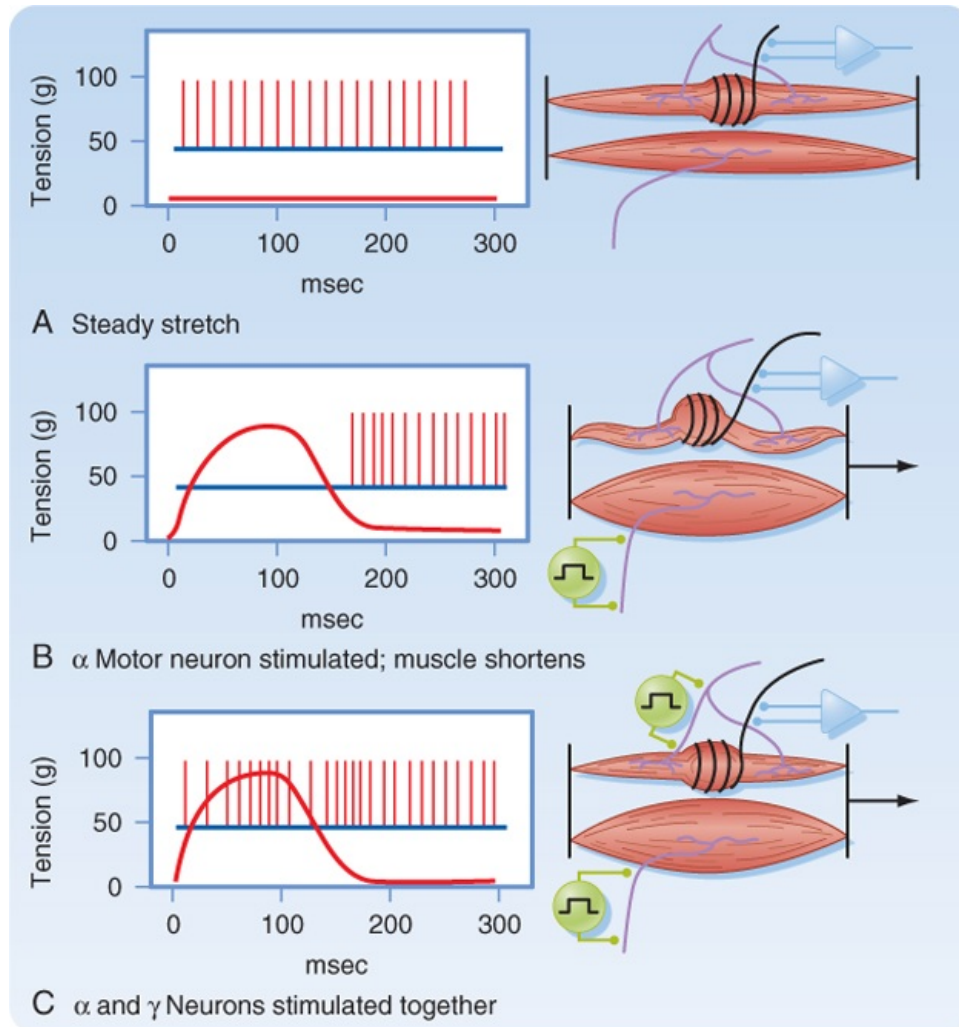 Tension (g)
100
50
0
0 100 200 300
msec
A Steady stretch
Tension (g)
100
50
0
0 100 200 300
msec
B α Motor neuron stimulated; muscle shortens
Tension (g)
100
50
0
0 100 200 300
msec
C α and γ Neurons stimulated together